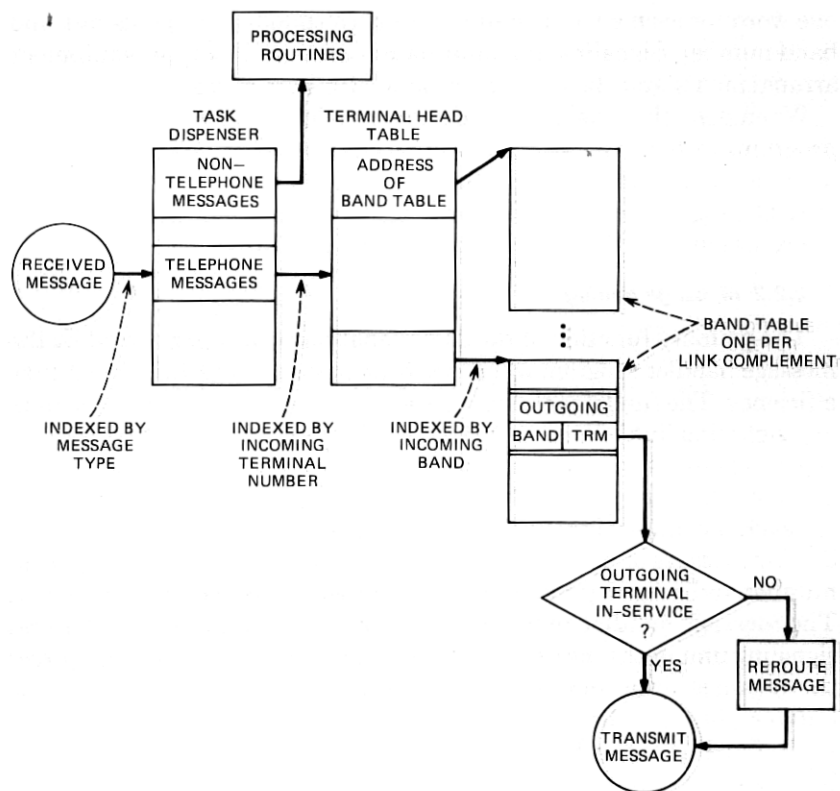 PROCESSING
ROUTINES
TASK
DISPENSER
TERMINAL HEAD
TABLE
NON-
TELEPHONE
MESSAGES
ADDRESS
OF
BAND TABLE
RECEIVED
MESSAGE
TELEPHONE
MESSAGES
BAND TABLE
ONE PER
LINK COMPLEMENT
INDEXED BY
MESSAGE
TYPE
INDEXED BY
INCOMING
TERMINAL
NUMBER
INDEXED BY
INCOMING
BAND
OUTGOING
BAND TRM
OUTGOING
TERMINAL
IN-SERVICE
?
NO
YES
REROUTE
MESSAGE
TRANSMIT
MESSAGE